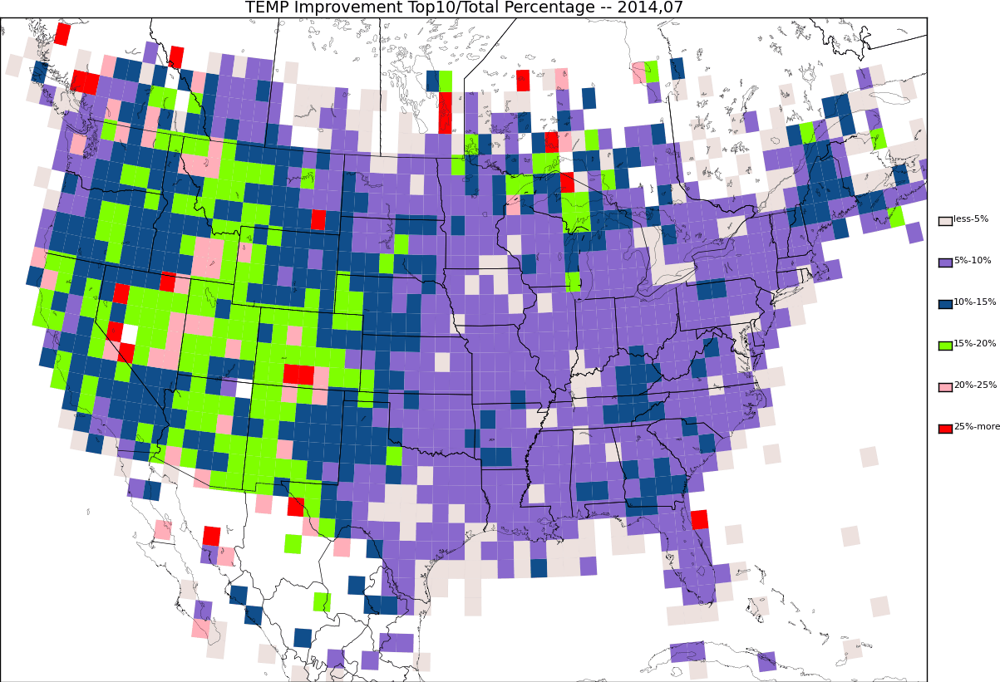 TEMP Improvement Top10/Total Percentage -- 2014,07
less-5%
5%-10%
10%-15%
15%-20%
20%-25%
25%-more